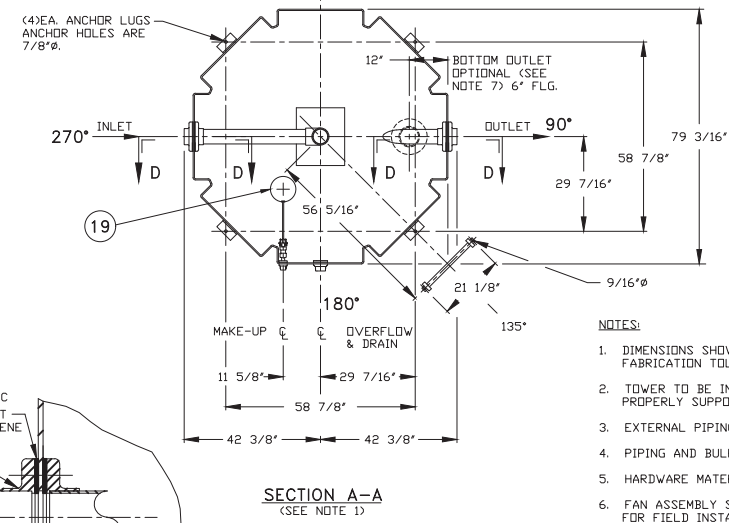 (4)EA. ANCHOR LUGS
ANCHOR HOLES ARE
7/8"ø.
12"
BOTTOM OUTLET
OPTIONAL (SEE
NOTE 7) 6" FLG.
270°
INLET
OUTLET
90°
79 3/16"
58 7/8"
29 7/16"
D
D
D
D
19
56 5/16"
9/16"ø
21 1/8"
135°
180°
MAKE-UP
℄
℄
OVERFLOW
& DRAIN
11 5/8"
29 7/16"
58 7/8"
42 3/8"
42 3/8"
SECTION A-A
(SEE NOTE 1)
NOTES:
1. DIMENSIONS SHOW
FABRICATION TOL
2. TOWER TO BE IN
PROPERLY SUPPO
3. EXTERNAL PIPING
4. PIPING AND BUL
5. HARDWARE MATE
6. FAN ASSEMBLY S
FOR FIELD INSTA
C
T
ENE